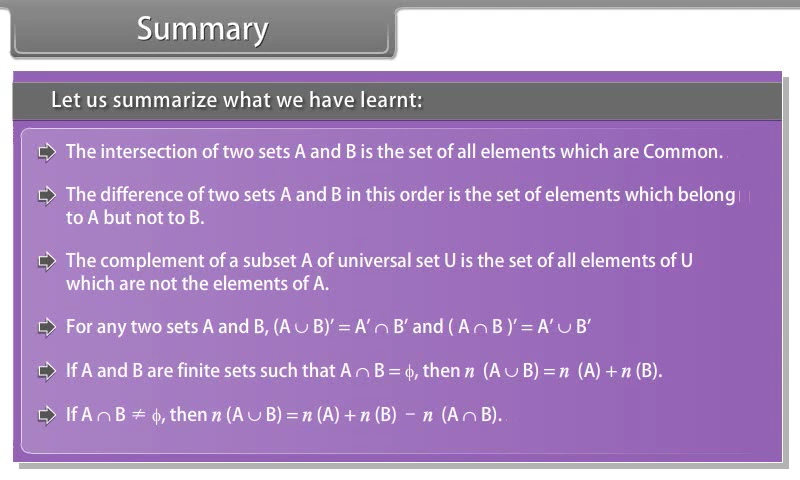 Summary
Let us summarize what we have learnt:
The intersection of two sets A and B is the set of all elements which are Common.
The difference of two sets A and B in this order is the set of elements which belong
to A but not to B.
The complement of a subset A of universal set U is the set of all elements of U
which are not the elements of A.
For any two sets A and B, (A ∪ B)′ = A′ ∩ B′ and ( A ∩ B )′ = A′ ∪ B′
If A and B are finite sets such that A ∩ B = ϕ, then n (A ∪ B) = n (A) + n (B).
If A ∩ B ≠ ϕ, then n (A ∪ B) = n (A) + n (B) − n (A ∩ B).